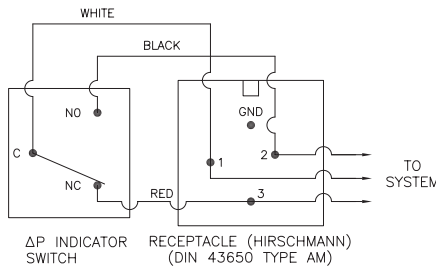 WHITE
BLACK
NO
GND
C
1
2
NC
RED
3
TO
SYSTEM
ΔP INDICATOR
SWITCH
RECEPTACLE (HIRSCHMANN)
(DIN 43650 TYPE AM)